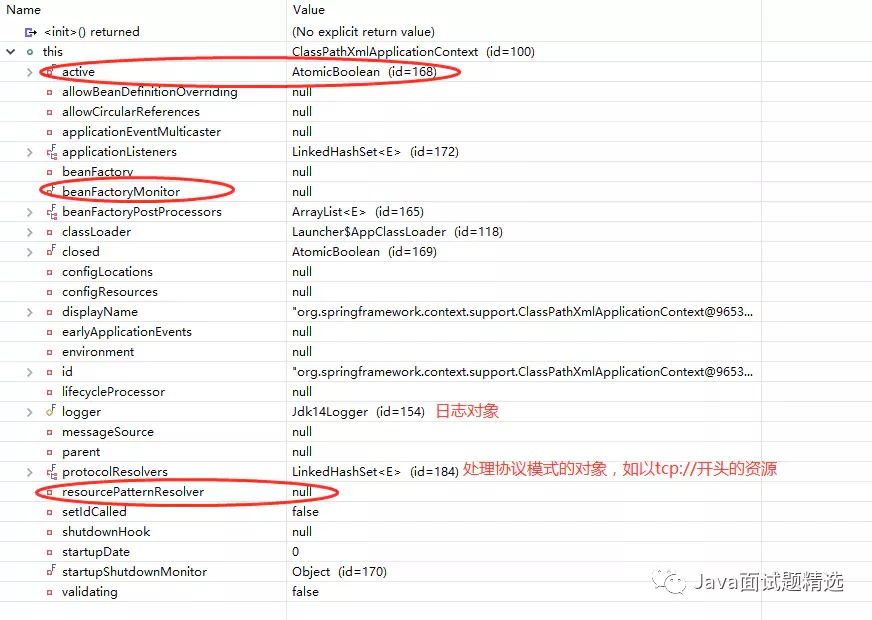 Name Value
<init>() returned (No explicit return value)
this ClassPathXmlApplicationContext (id=100)
active AtomicBoolean (id=168)
allowBeanDefinitionOverriding null
allowCircularReferences null
applicationEventMulticaster null
applicationListeners LinkedHashSet<E> (id=172)
beanFactory null
beanFactoryMonitor null
beanFactoryPostProcessors ArrayList<E> (id=165)
classLoader Launcher$AppClassLoader (id=118)
closed AtomicBoolean (id=169)
configLocations null
configResources null
displayName "org.springframework.context.support.ClassPathXmlApplicationContext@9653...
earlyApplicationEvents null
environment null
id "org.springframework.context.support.ClassPathXmlApplicationContext@9653...
lifecycleProcessor null
logger Jdk14Logger (id=154) 日志对象
messageSource null
parent null
protocolResolvers LinkedHashSet<E> (id=184) 处理协议模式的对象，如以tcp://开头的资源
resourcePatternResolver null
setIdCalled false
shutdownHook null
startupDate 0
startupShutdownMonitor Object (id=170)
validating false
Java面试题精选